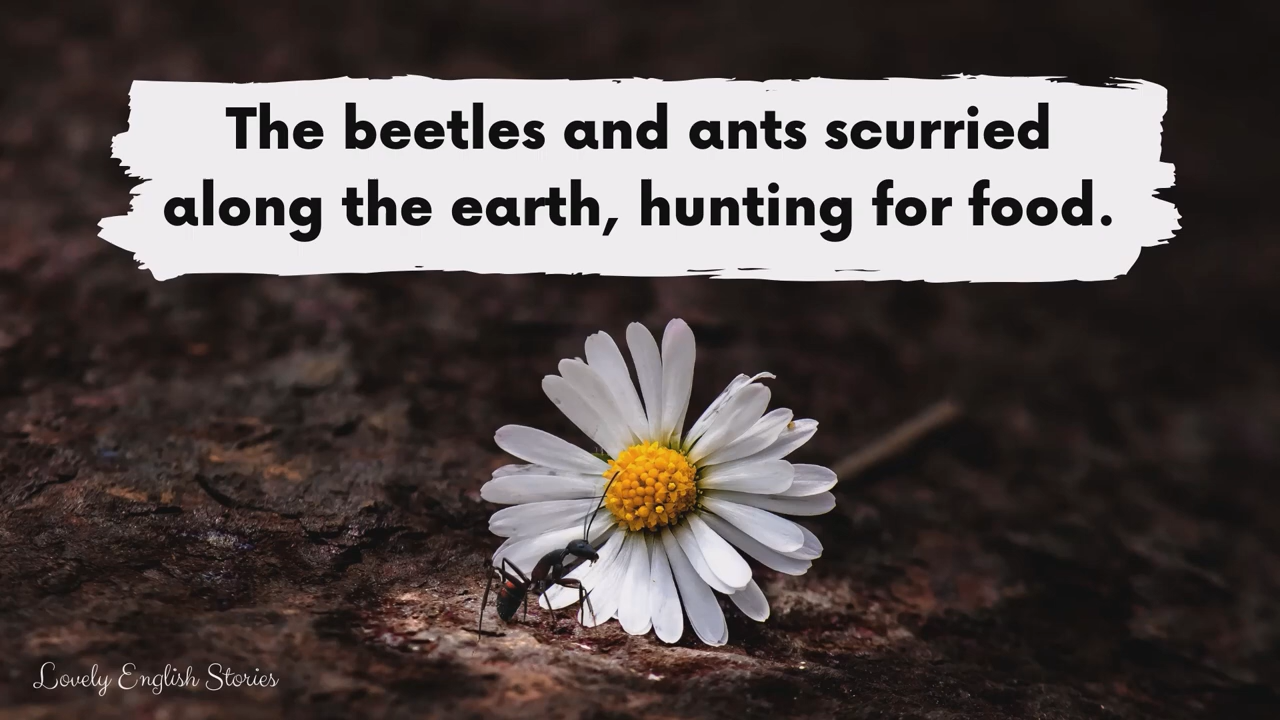 The beetles and ants scurried
along the earth, hunting for food.
Lovely English Stories